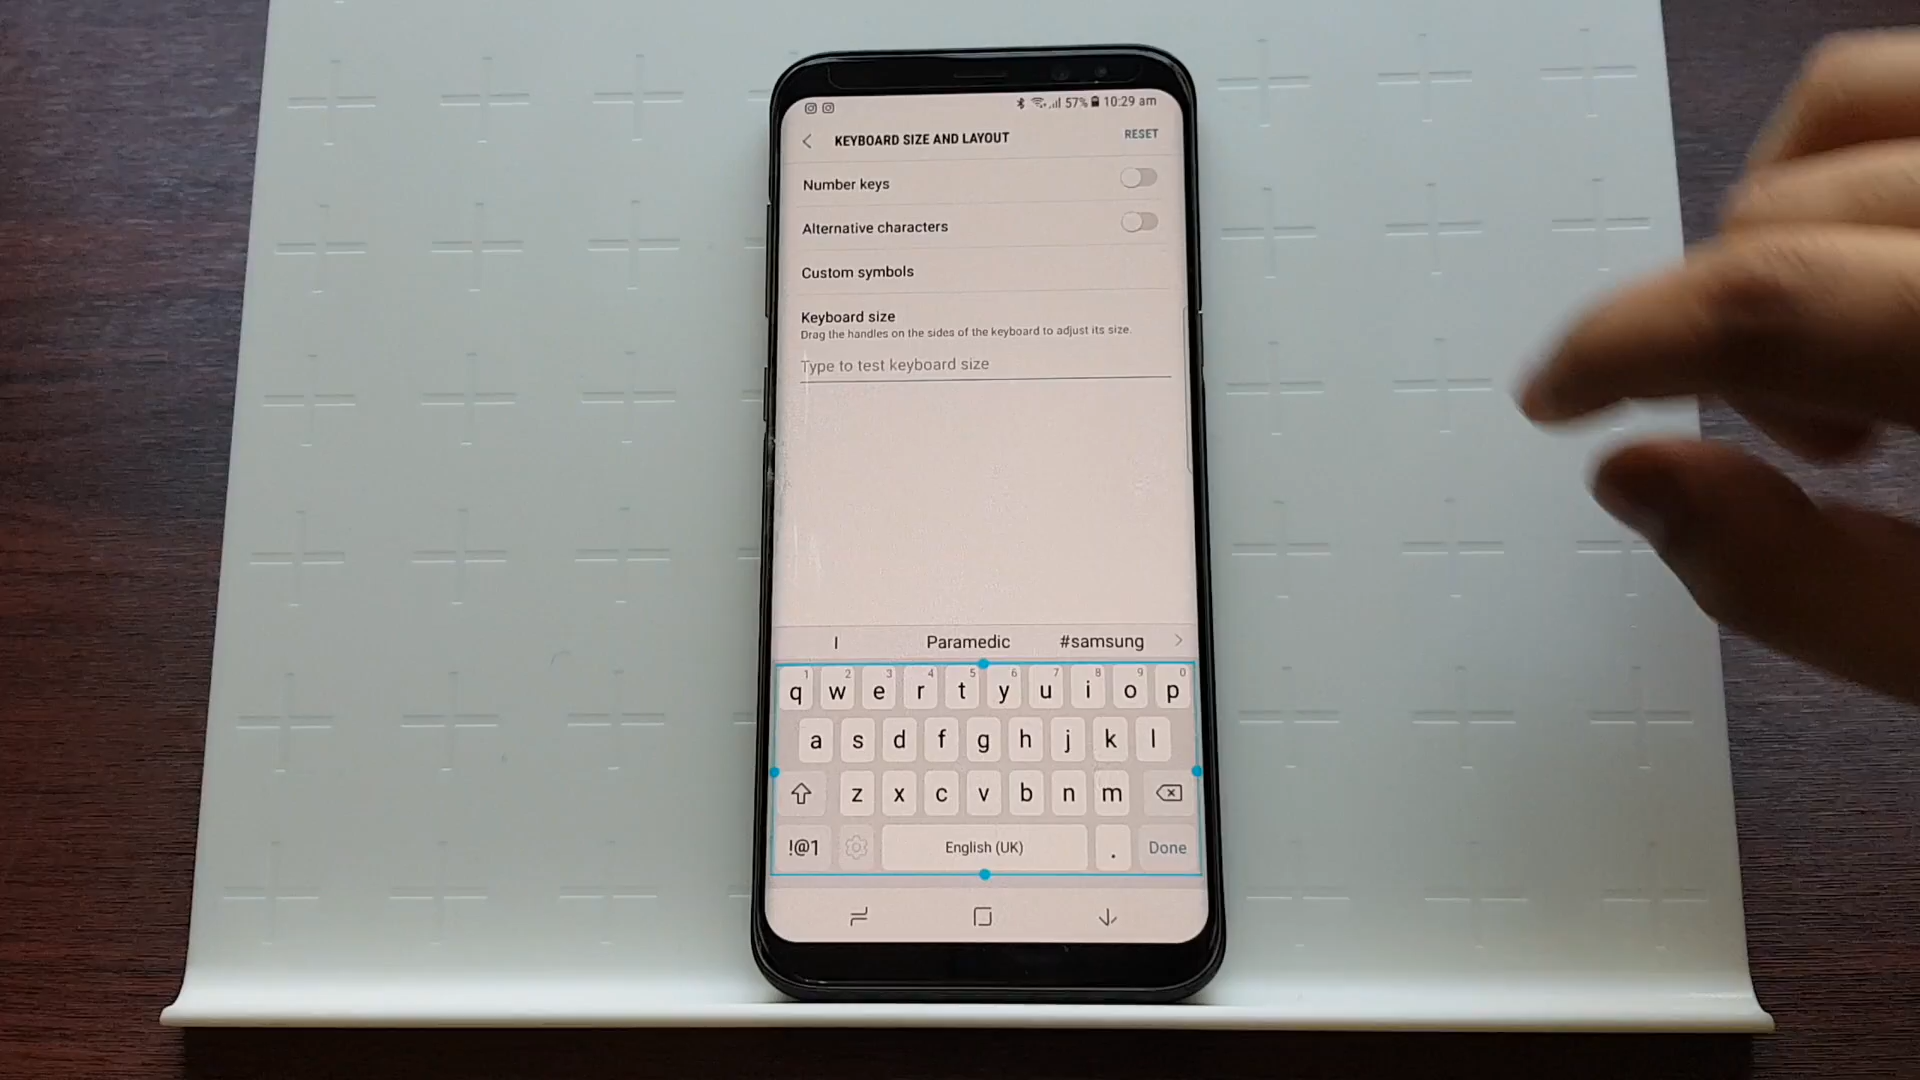 57% 10:29 am
KEYBOARD SIZE AND LAYOUT RESET
Number keys
Alternative characters
Custom symbols
Keyboard size
Drag the handles on the sides of the keyboard to adjust its size.
Type to test keyboard size
I Paramedic #samsung
1 2 3 4 5 6 7 8 9 0
q w e r t y u i o p
a s d f g h j k l
z x c v b n m
!@1 English (UK) . Done